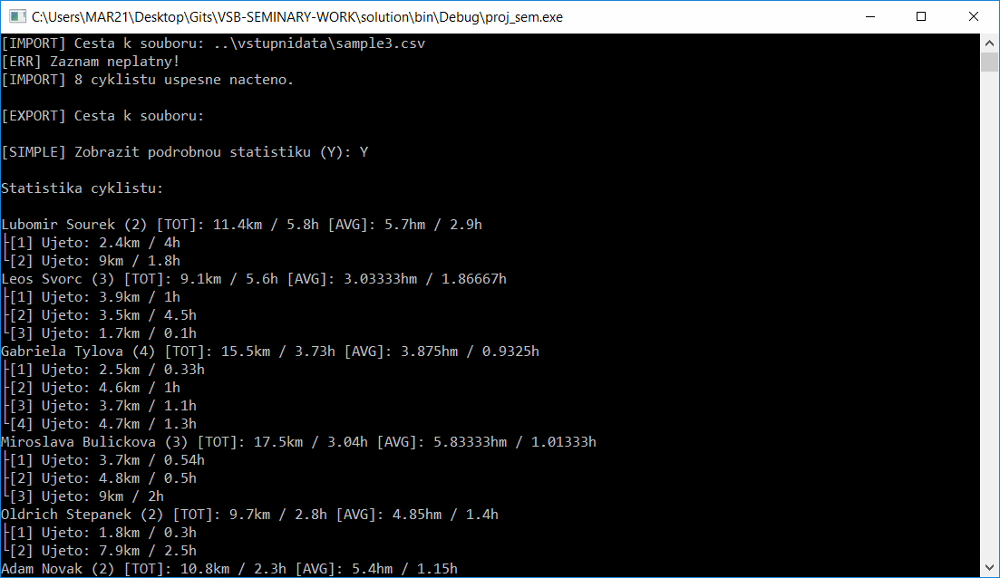 C:\Users\MAR21\Desktop\Gits\VSB-SEMINARY-WORK\solution\bin\Debug\proj_sem.exe
[IMPORT] Cesta k souboru: ..\vstupnidata\sample3.csv
[ERR] Zaznam neplatny!
[IMPORT] 8 cyklistu uspesne nacteno.
[EXPORT] Cesta k souboru:
[SIMPLE] Zobrazit podrobnou statistiku (Y): Y
Statistika cyklistu:
Lubomir Sourek (2) [TOT]: 11.4km / 5.8h [AVG]: 5.7hm / 2.9h
├[1] Ujeto: 2.4km / 4h
└[2] Ujeto: 9km / 1.8h
Leos Svorc (3) [TOT]: 9.1km / 5.6h [AVG]: 3.03333hm / 1.86667h
├[1] Ujeto: 3.9km / 1h
├[2] Ujeto: 3.5km / 4.5h
└[3] Ujeto: 1.7km / 0.1h
Gabriela Tylova (4) [TOT]: 15.5km / 3.73h [AVG]: 3.875hm / 0.9325h
├[1] Ujeto: 2.5km / 0.33h
├[2] Ujeto: 4.6km / 1h
├[3] Ujeto: 3.7km / 1.1h
└[4] Ujeto: 4.7km / 1.3h
Miroslava Bulickova (3) [TOT]: 17.5km / 3.04h [AVG]: 5.83333hm / 1.01333h
├[1] Ujeto: 3.7km / 0.54h
├[2] Ujeto: 4.8km / 0.5h
└[3] Ujeto: 9km / 2h
Oldrich Stepanek (2) [TOT]: 9.7km / 2.8h [AVG]: 4.85hm / 1.4h
├[1] Ujeto: 1.8km / 0.3h
└[2] Ujeto: 7.9km / 2.5h
Adam Novak (2) [TOT]: 10.8km / 2.3h [AVG]: 5.4hm / 1.15h